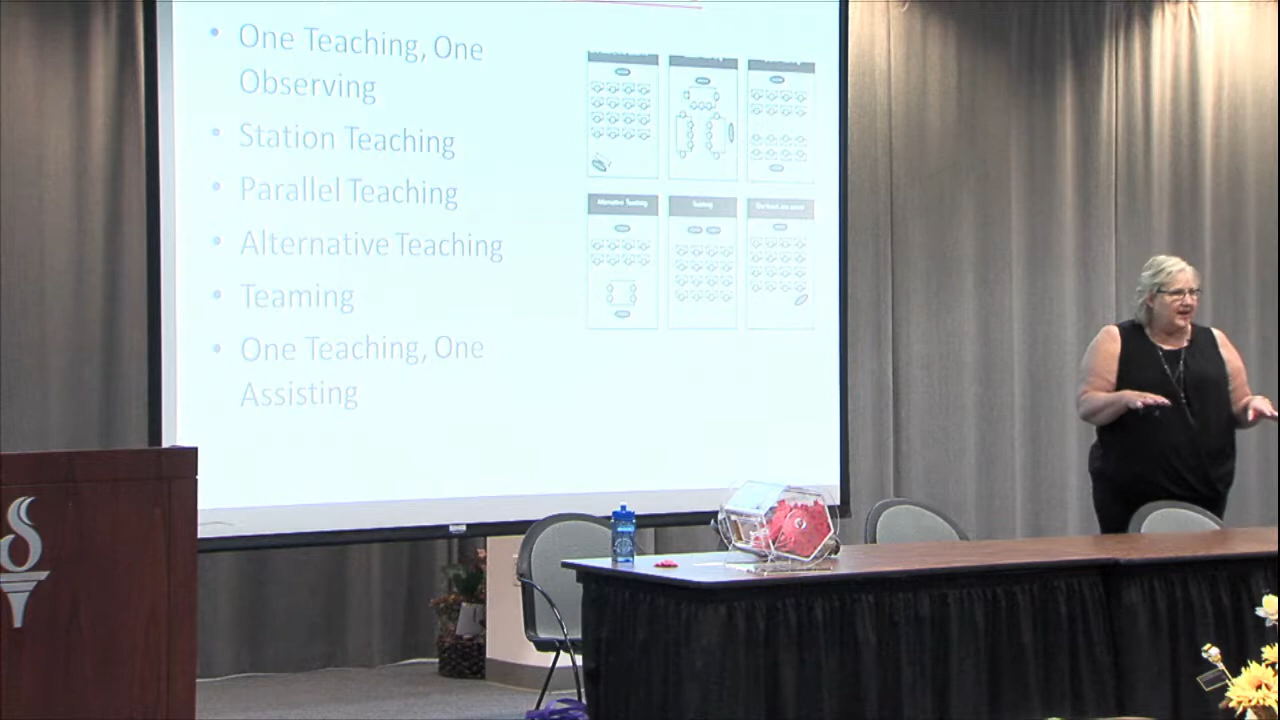 • One Teaching, One
Observing
• Station Teaching
• Parallel Teaching
• Alternative Teaching
• Teaming
• One Teaching, One
Assisting
Alternative Teaching
Teaming